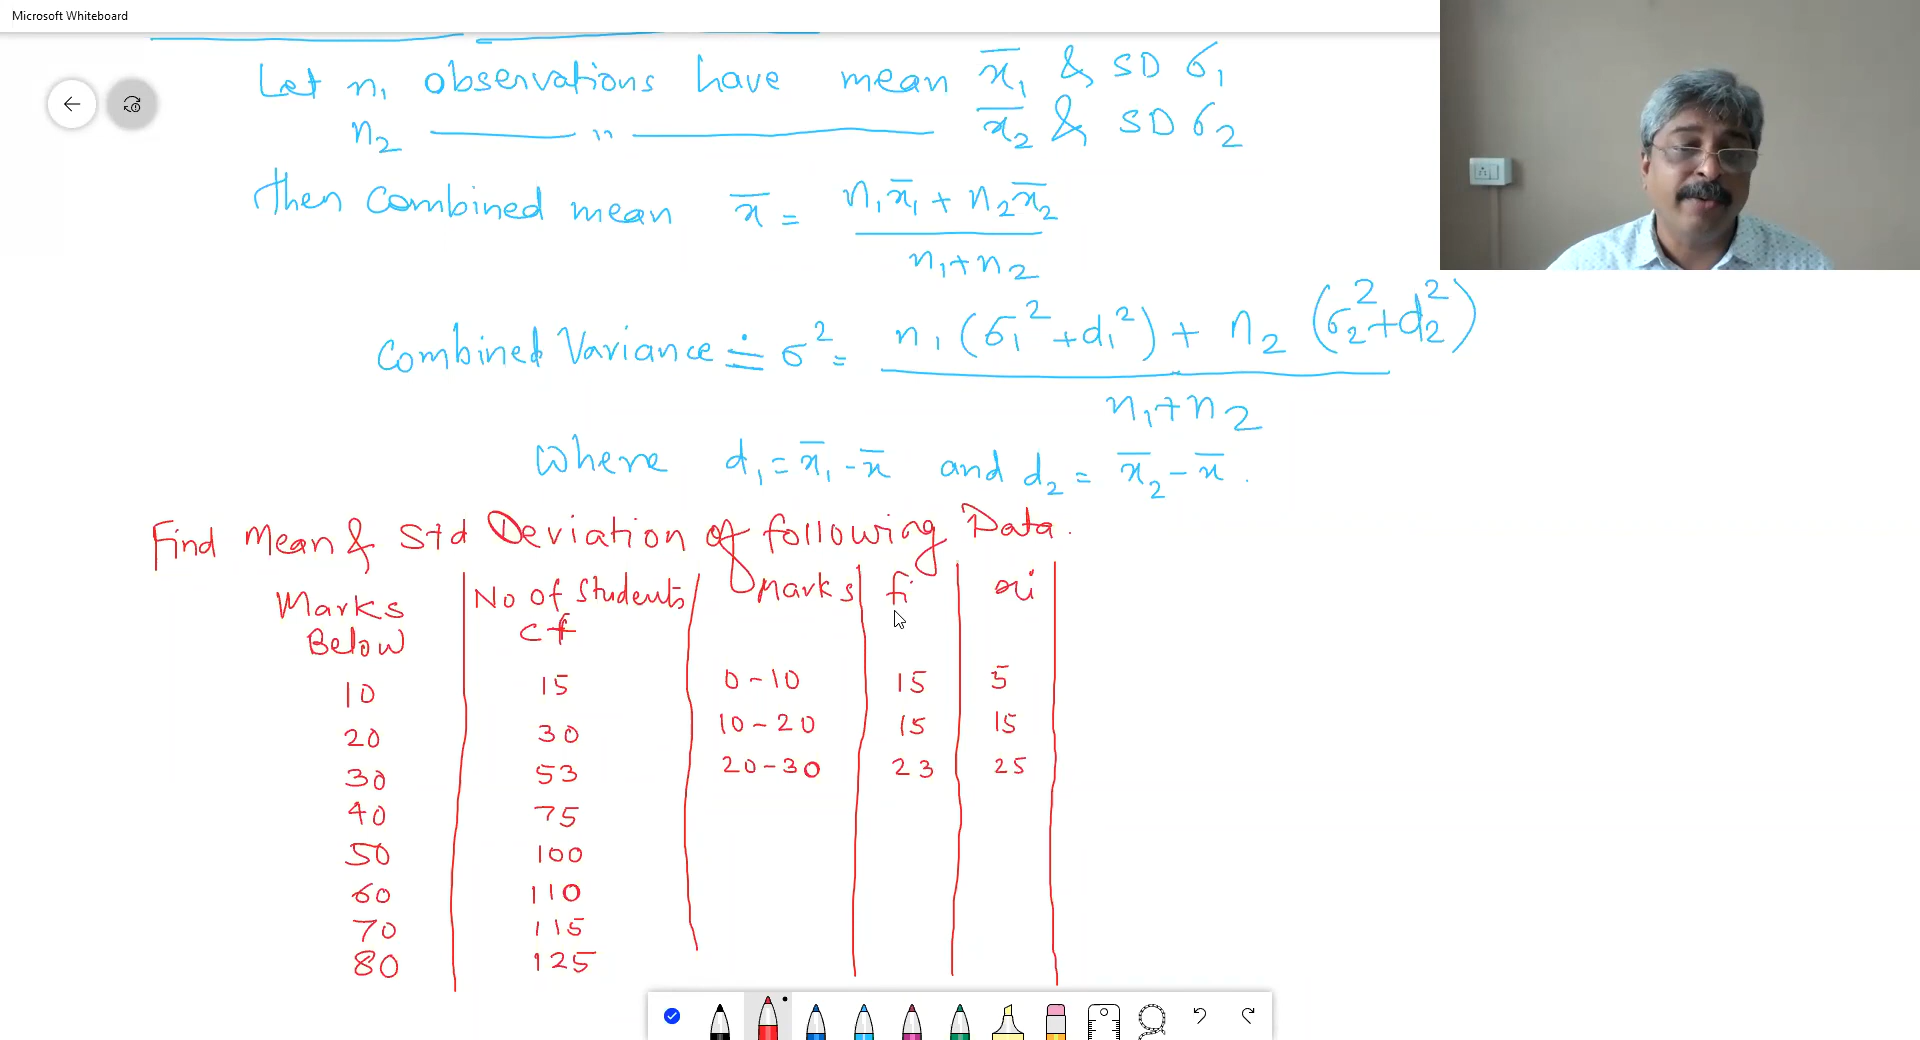 Microsoft Whiteboard
Let n₁ observations have mean x̄₁ & SD σ₁
n₂ ——— " ——— x̄₂ & SD σ₂
then Combined mean x̄ = (n₁x̄₁ + n₂x̄₂) / (n₁+n₂)
Combined Variance ≐ σ² = (n₁(σ₁²+d₁²) + n₂(σ₂²+d₂²)) / (n₁+n₂)
Where d₁ = x̄₁ - x̄ and d₂ = x̄₂ - x̄.
Find Mean & Std Deviation of following Data.
Marks Below | No of Students cf | Marks | fi | xi
10 | 15 | 0-10 | 15 | 5
20 | 30 | 10-20 | 15 | 15
30 | 53 | 20-30 | 23 | 25
40 | 75
50 | 100
60 | 110
70 | 115
80 | 125